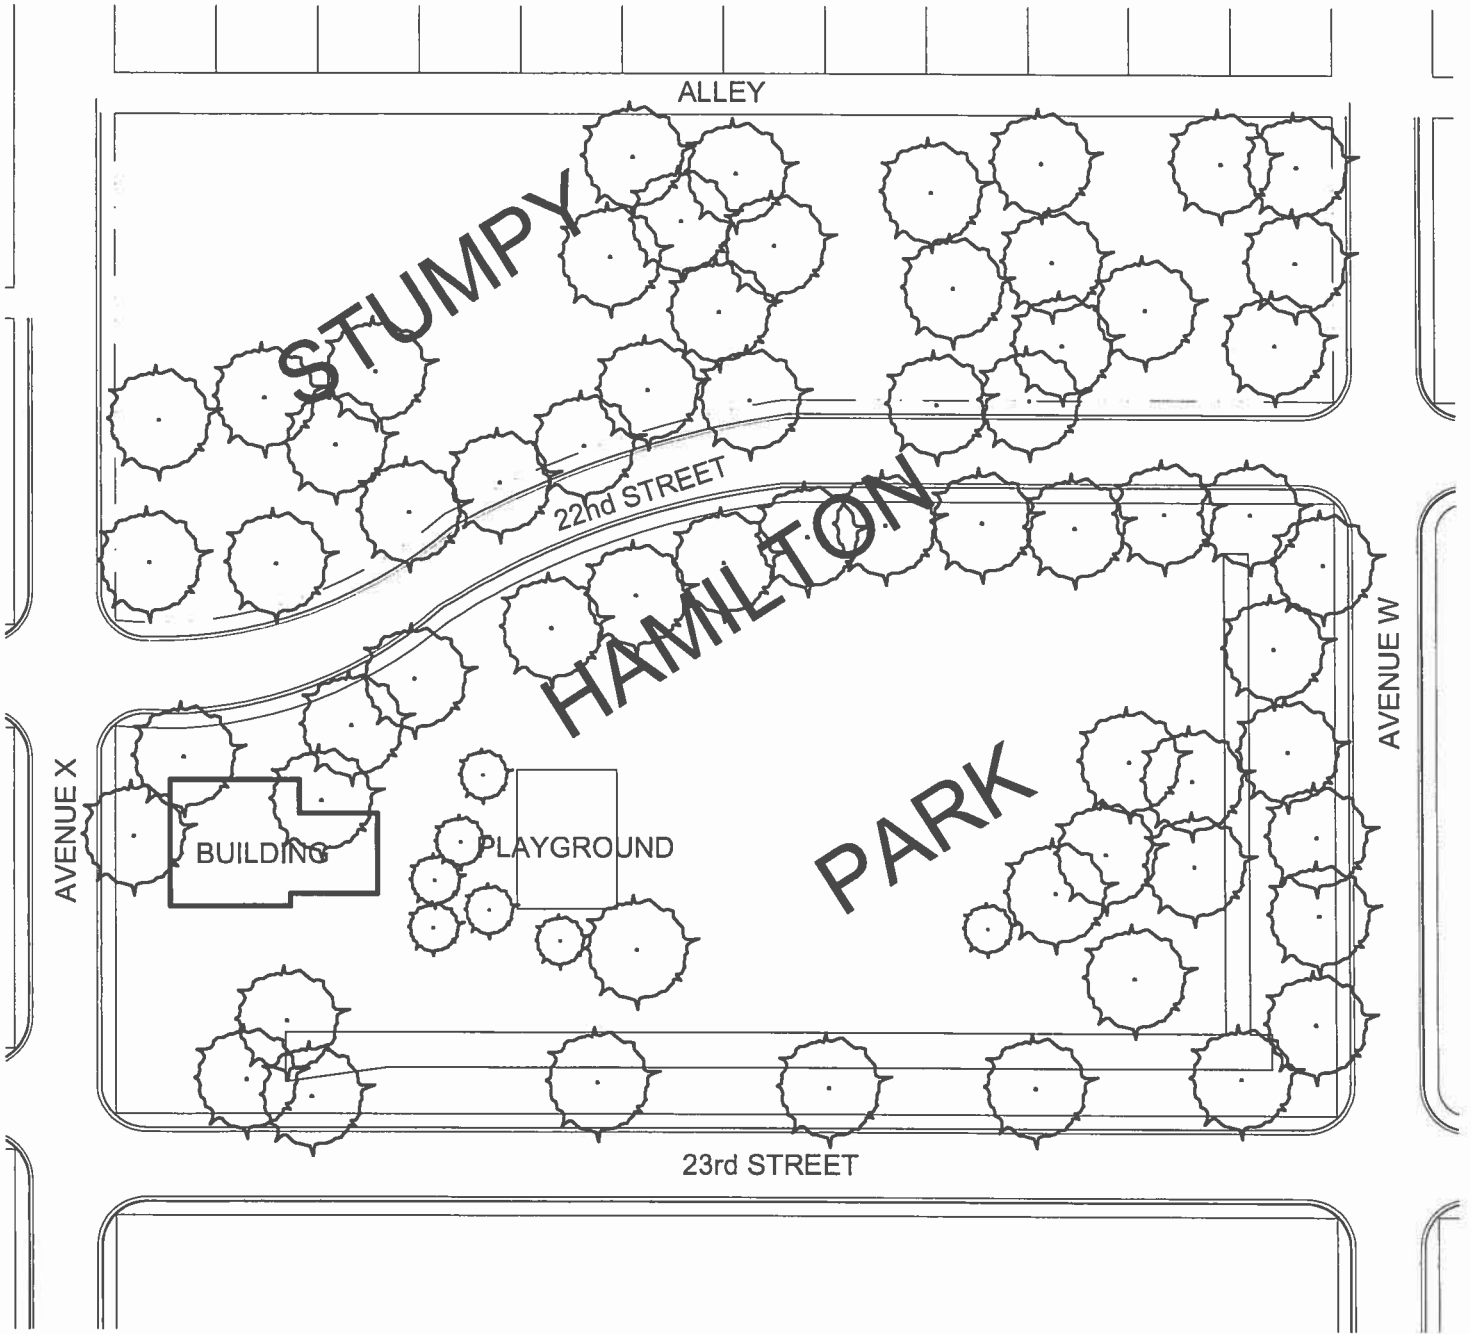 ALLEY
STUMPY
22nd STREET
HAMILTON
PARK
AVENUE W
AVENUE X
BUILDING
PLAYGROUND
23rd STREET